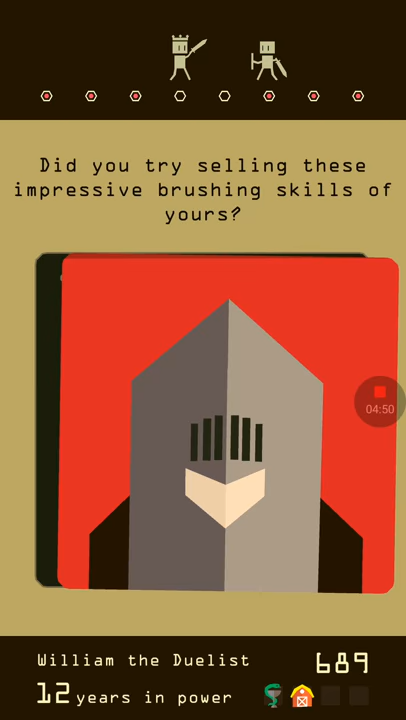 Did you try selling these
impressive brushing skills of
yours?
04:50
William the Duelist
689
12 years in power